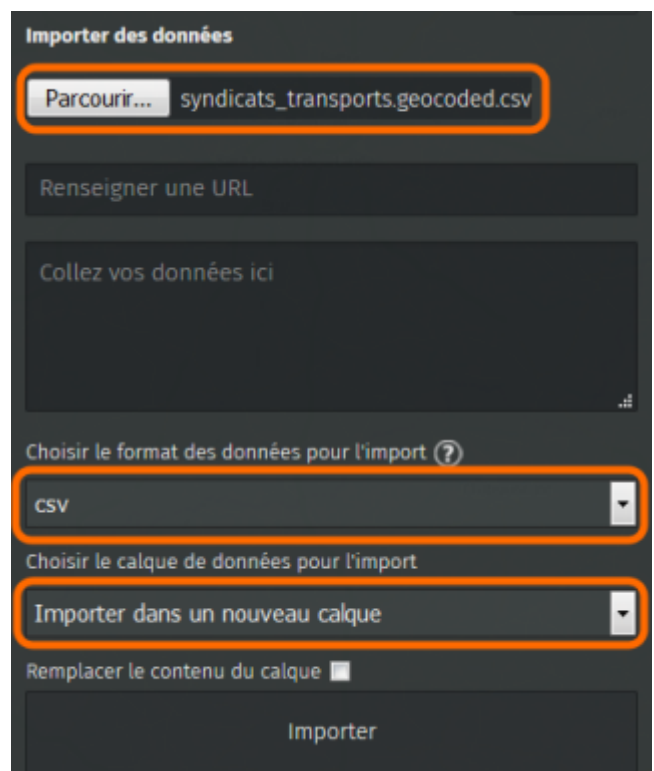 Importer des données
Parcourir... syndicats_transports.geocoded.csv
Renseigner une URL
Collez vos données ici
Choisir le format des données pour l'import ?
csv
Choisir le calque de données pour l'import
Importer dans un nouveau calque
Remplacer le contenu du calque
Importer